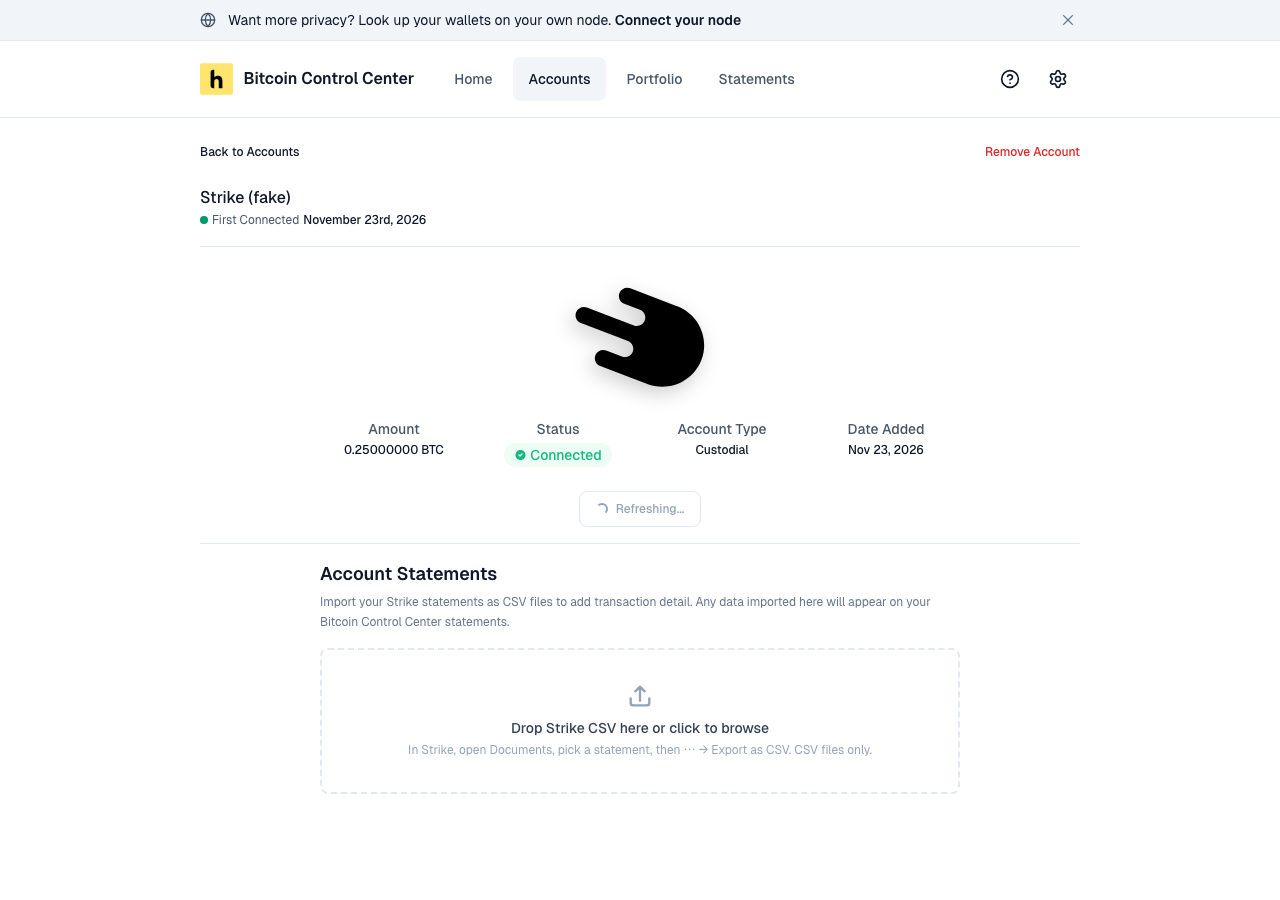 Want more privacy? Look up your wallets on your own node. Connect your node
h
Bitcoin Control Center
Home
Accounts
Portfolio
Statements
Back to Accounts
Remove Account
Strike (fake)
First Connected November 23rd, 2026
Amount
Status
Account Type
Date Added
0.25000000 BTC
Connected
Custodial
Nov 23, 2026
Refreshing...
Account Statements
Import your Strike statements as CSV files to add transaction detail. Any data imported here will appear on your
Bitcoin Control Center statements.
Drop Strike CSV here or click to browse
In Strike, open Documents, pick a statement, then ⋯ → Export as CSV. CSV files only.